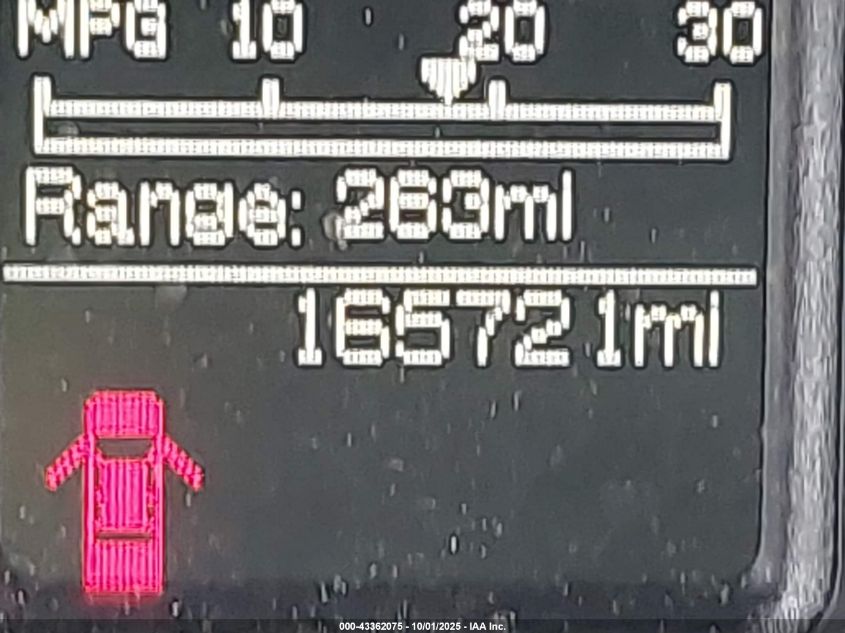 MPG 10 20 30
Range: 263mi
165721mi
000-43362075 - 10/01/2025 - IAA Inc.